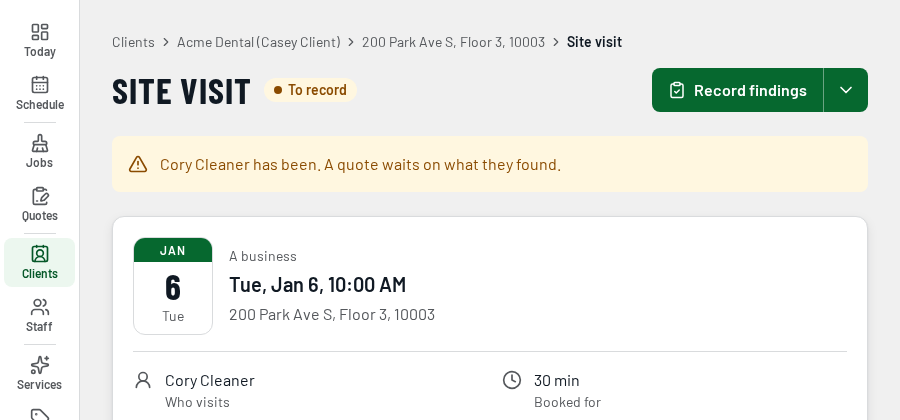 Today
Schedule
Jobs
Quotes
Clients
Staff
Services
Clients > Acme Dental (Casey Client) > 200 Park Ave S, Floor 3, 10003 > Site visit
SITE VISIT
To record
Record findings
Cory Cleaner has been. A quote waits on what they found.
JAN
6
Tue
A business
Tue, Jan 6, 10:00 AM
200 Park Ave S, Floor 3, 10003
Cory Cleaner
Who visits
30 min
Booked for